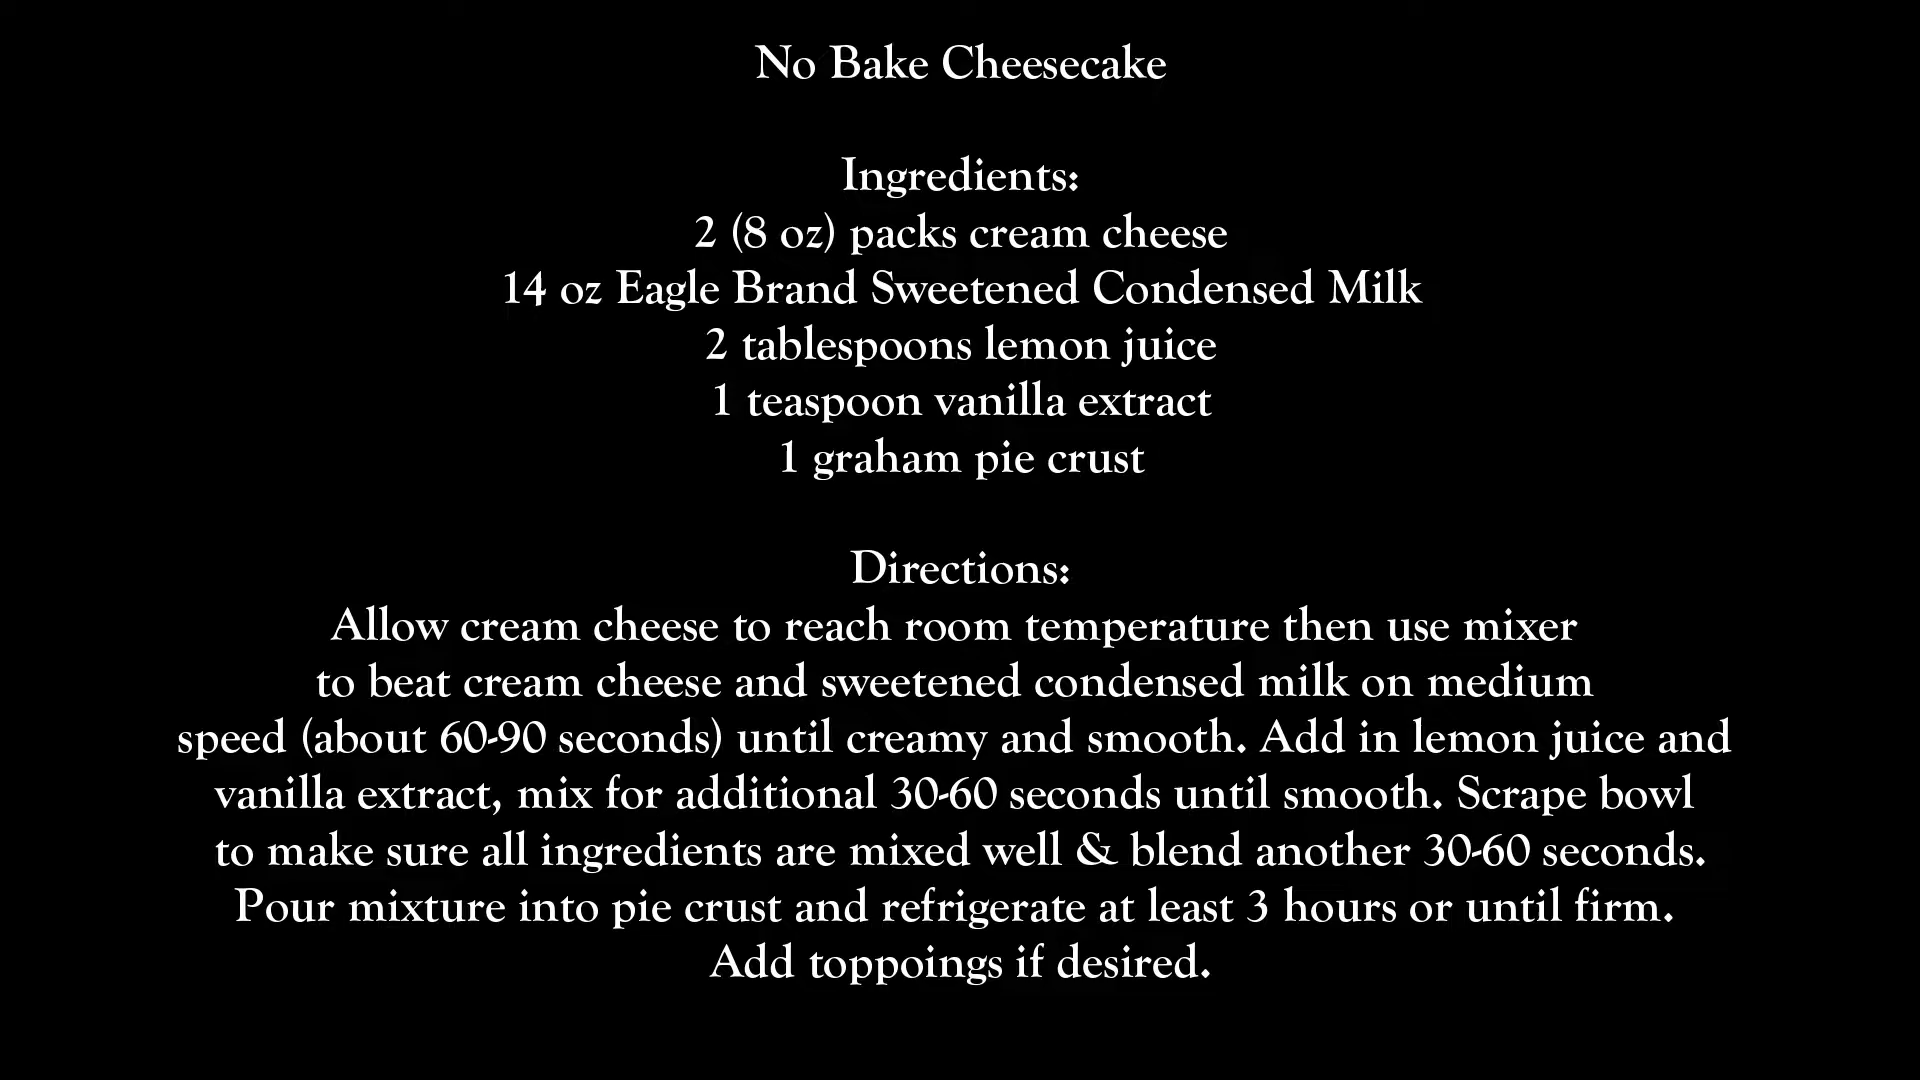 No Bake Cheesecake
Ingredients:
2 (8 oz) packs cream cheese
14 oz Eagle Brand Sweetened Condensed Milk
2 tablespoons lemon juice
1 teaspoon vanilla extract
1 graham pie crust
Directions:
Allow cream cheese to reach room temperature then use mixer
to beat cream cheese and sweetened condensed milk on medium
speed (about 60-90 seconds) until creamy and smooth. Add in lemon juice and
vanilla extract, mix for additional 30-60 seconds until smooth. Scrape bowl
to make sure all ingredients are mixed well & blend another 30-60 seconds.
Pour mixture into pie crust and refrigerate at least 3 hours or until firm.
Add toppoings if desired.